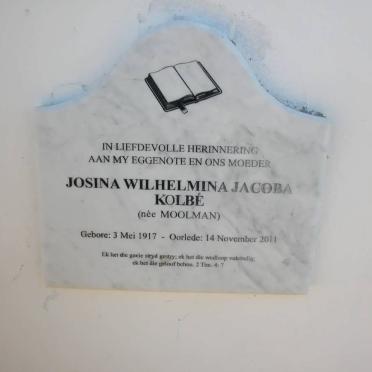 IN LIEFDEVOLLE HERINNERING
AAN MY EGGENOTE EN ONS MOEDER
JOSINA WILHELMINA JACOBA
KOLBÉ
(nèe MOOLMAN)
Gebore: 3 Mei 1917 - Oorlede: 14 November 2011
Ek het die goeie stryd gestry; ek het die wedloop voleindig;
ek het die geloof behou. 2 Tim. 4: 7